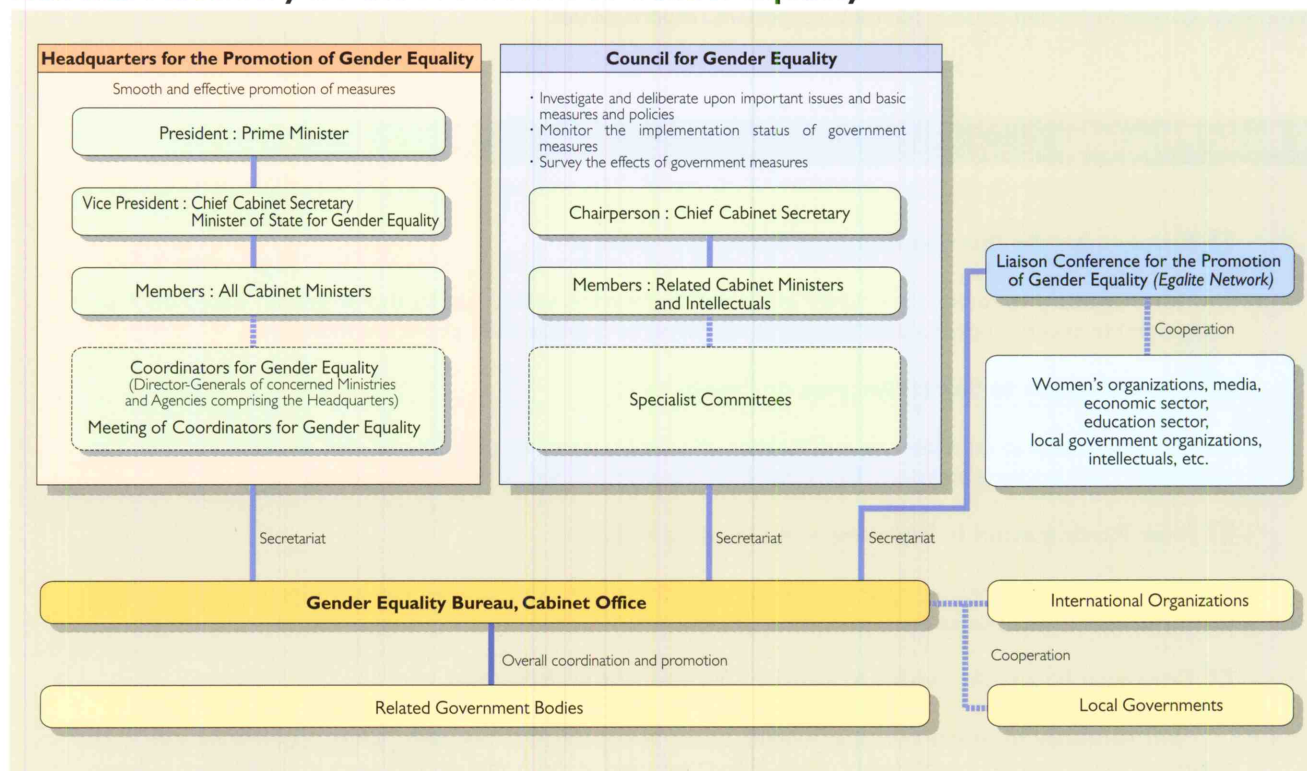 Headquarters for the Promotion of Gender Equality
Smooth and effective promotion of measures
President : Prime Minister
Vice President : Chief Cabinet Secretary
Minister of State for Gender Equality
Members : All Cabinet Ministers
Coordinators for Gender Equality
(Director-Generals of concerned Ministries
and Agencies comprising the Headquarters)
Meeting of Coordinators for Gender Equality
Council for Gender Equality
· Investigate and deliberate upon important issues and basic
measures and policies
· Monitor the implementation status of government
measures
· Survey the effects of government measures
Chairperson : Chief Cabinet Secretary
Members : Related Cabinet Ministers
and Intellectuals
Specialist Committees
Liaison Conference for the Promotion
of Gender Equality (Egalite Network)
Cooperation
Women's organizations, media,
economic sector,
education sector,
local government organizations,
intellectuals, etc.
Secretariat
Secretariat
Secretariat
Gender Equality Bureau, Cabinet Office
International Organizations
Overall coordination and promotion
Cooperation
Related Government Bodies
Local Governments